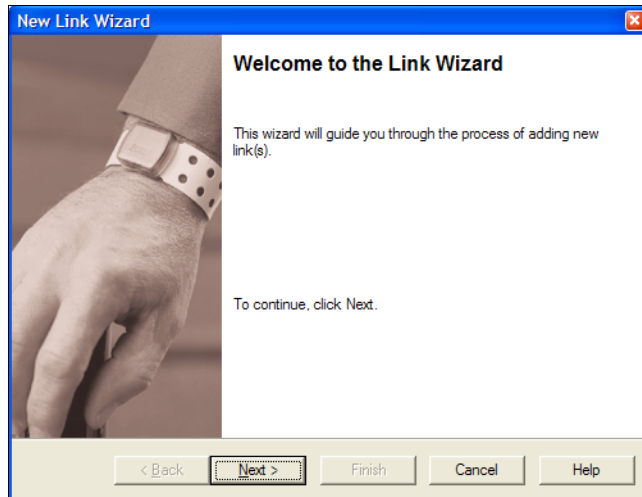 New Link Wizard
Welcome to the Link Wizard
This wizard will guide you through the process of adding new
link(s).
To continue, click Next.
< Back
Next >
Finish
Cancel
Help